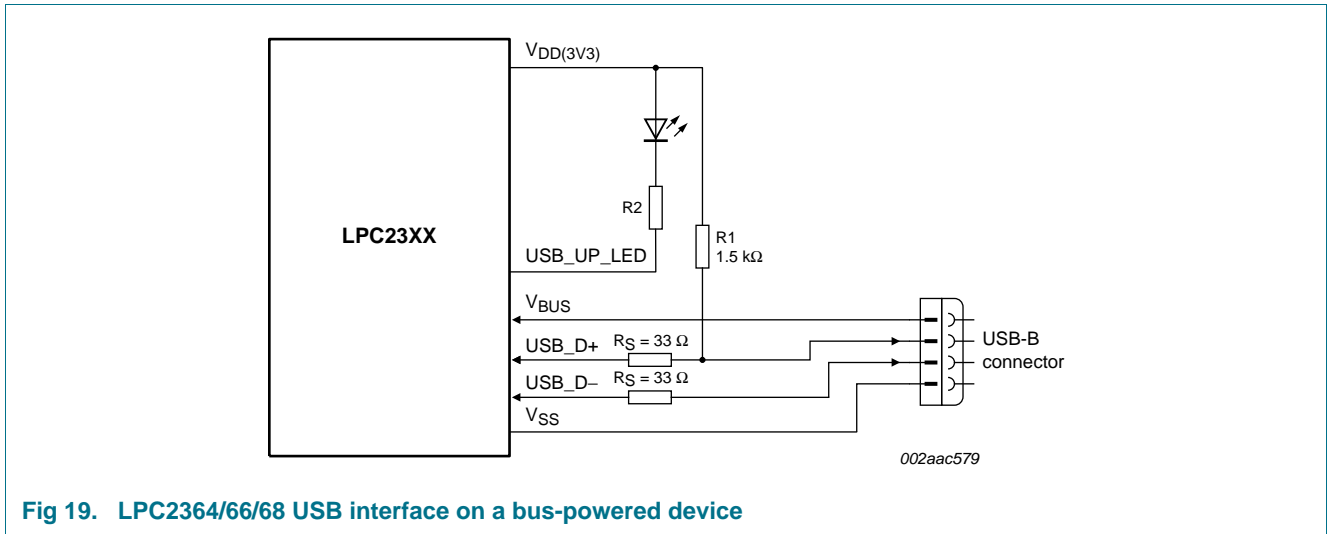 VDD(3V3)
R2
LPC23XX
R1
1.5 kΩ
USB_UP_LED
VBUS
USB_D+ RS = 33 Ω
USB-B
connector
USB_D− RS = 33 Ω
VSS
002aac579
Fig 19. LPC2364/66/68 USB interface on a bus-powered device